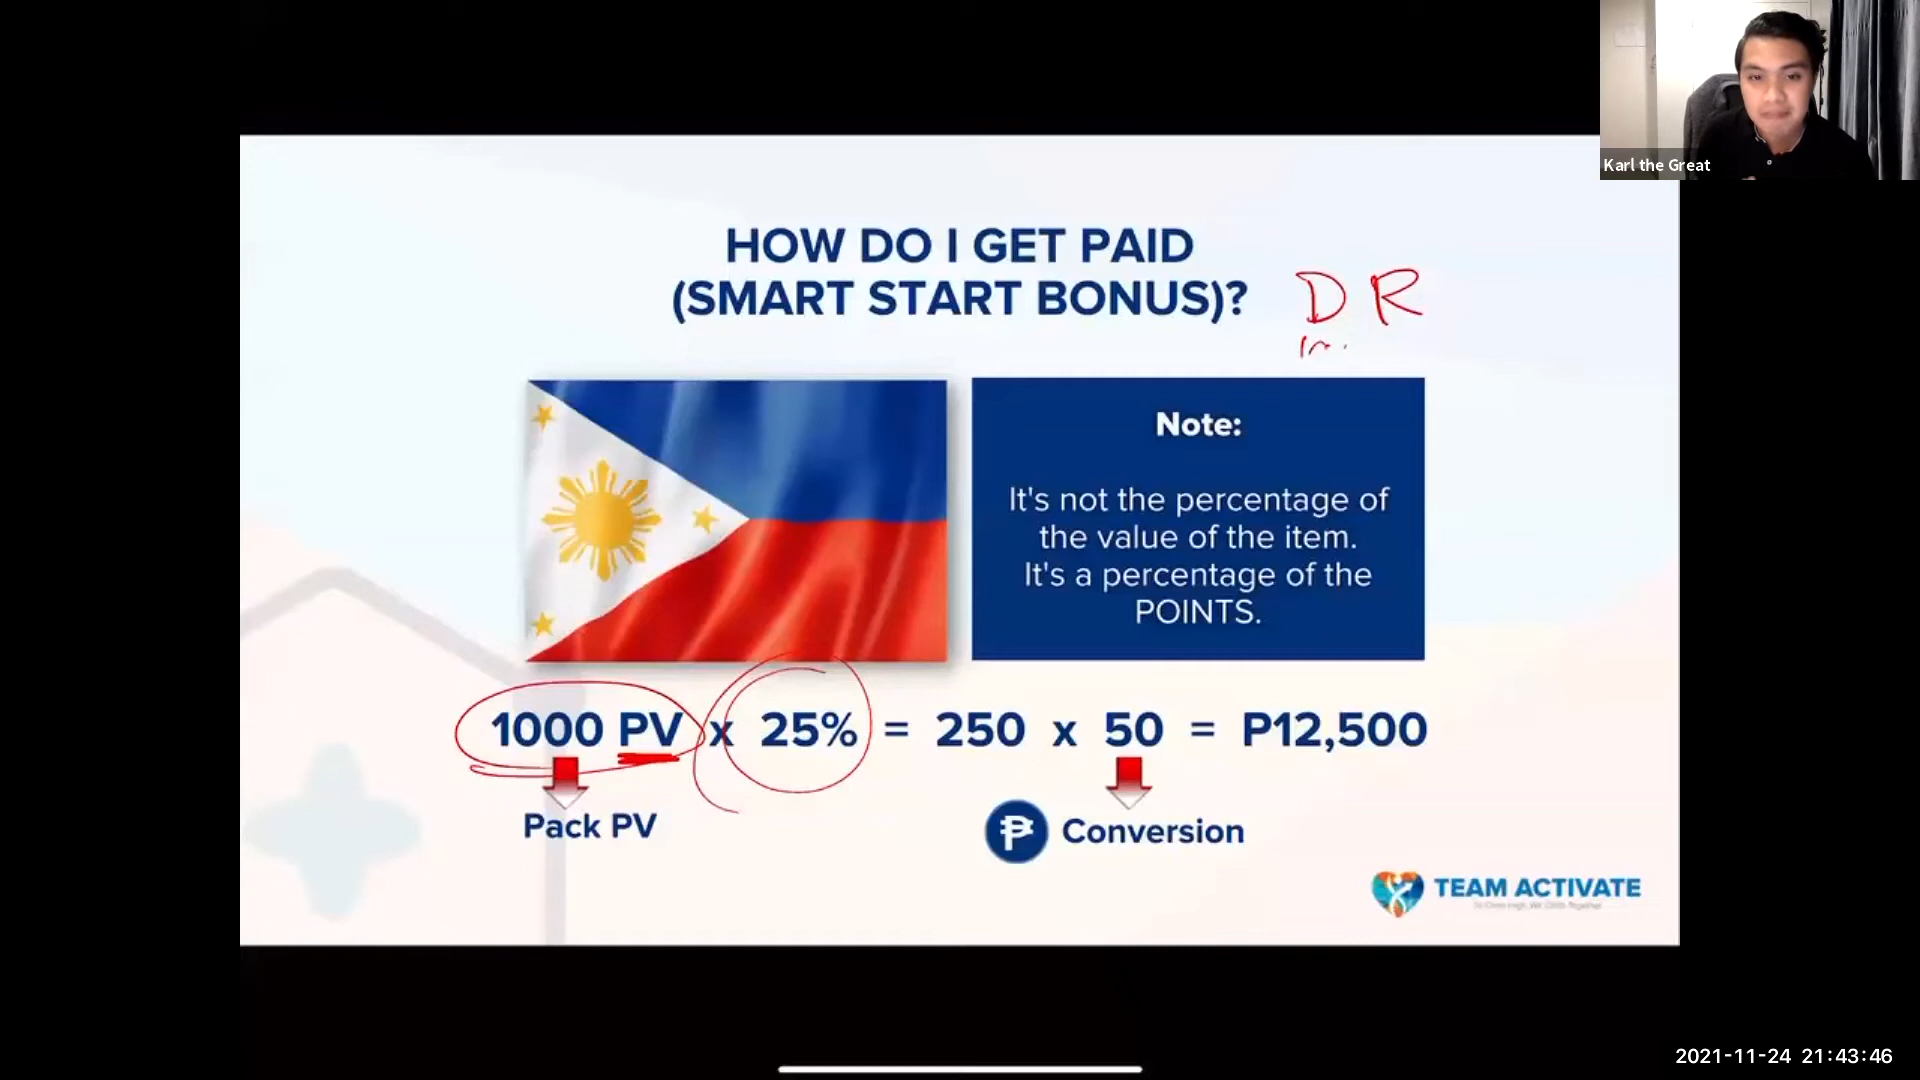 Karl the Great
HOW DO I GET PAID
(SMART START BONUS)?
DR
Note:
It's not the percentage of
the value of the item.
It's a percentage of the
POINTS.
1000 PV x 25% = 250 x 50 = P12,500
Pack PV
₱ Conversion
TEAM ACTIVATE
2021-11-24 21:43:46